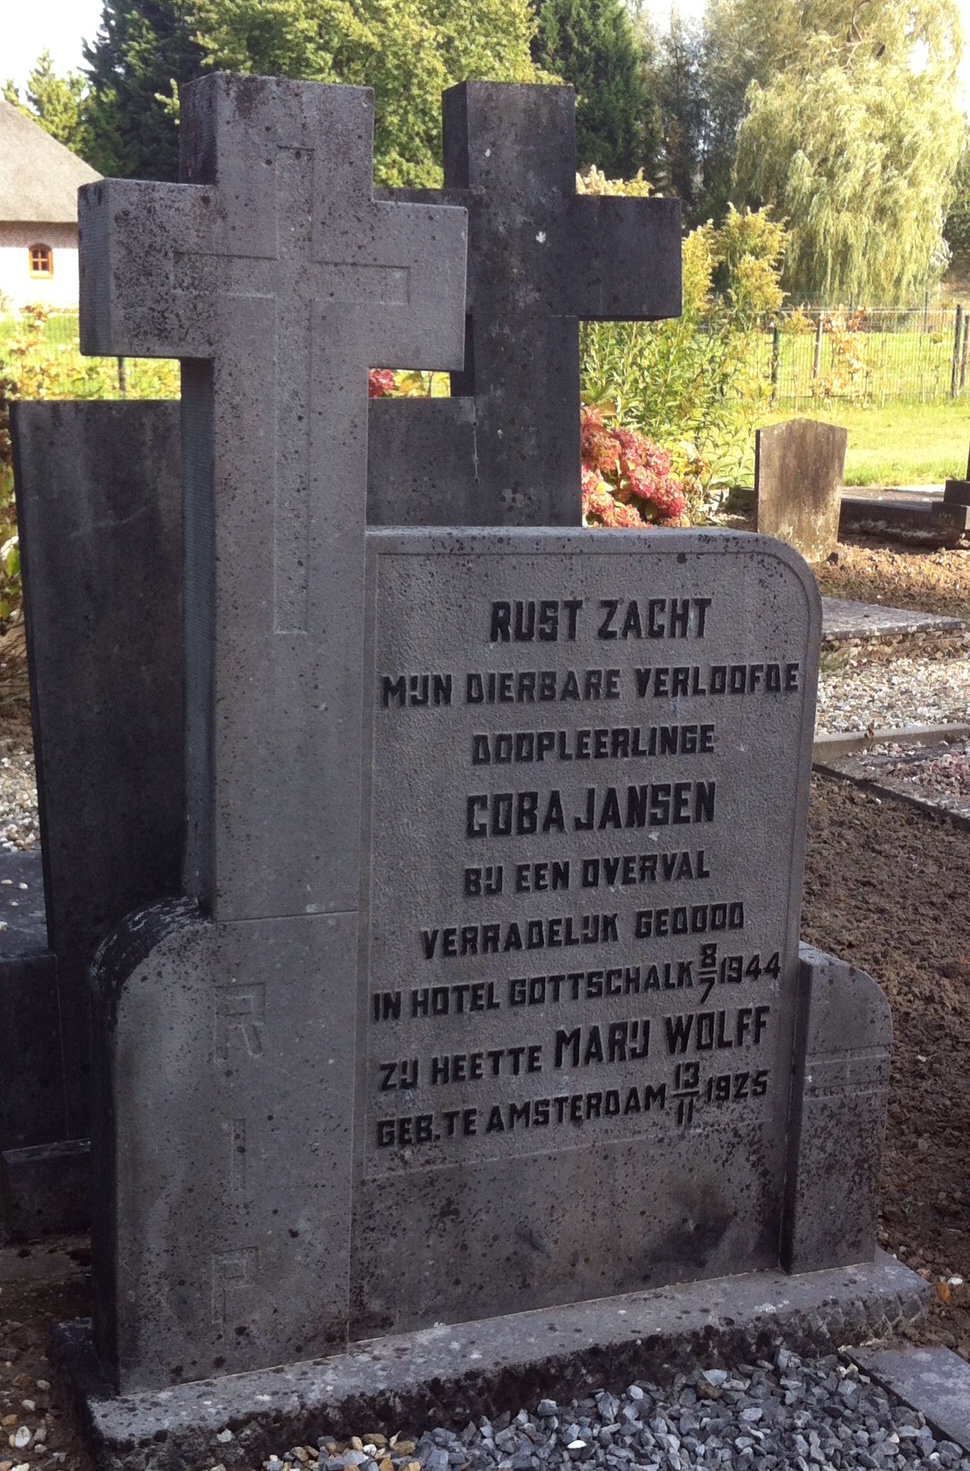 RUST ZACHT
MIJN DIERBARE VERLOOFDE
DOOPLEERLINGE
COBA JANSEN
BIJ EEN OVERVAL
VERRADELIJK GEDOOD
IN HOTEL GOTTSCHALK 8/7 1944
ZIJ HEETTE MARIJ WOLFF
GEB. TE AMSTERDAM 13/11 1925
R
I
P